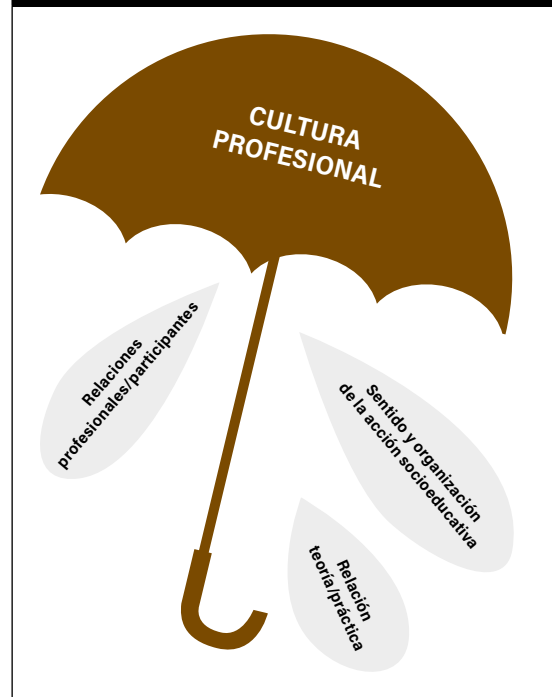 CULTURA
PROFESIONAL
Relaciones
profesionales/participantes
Sentido y organización
de la acción socioeducativa
Relación
teoría/práctica